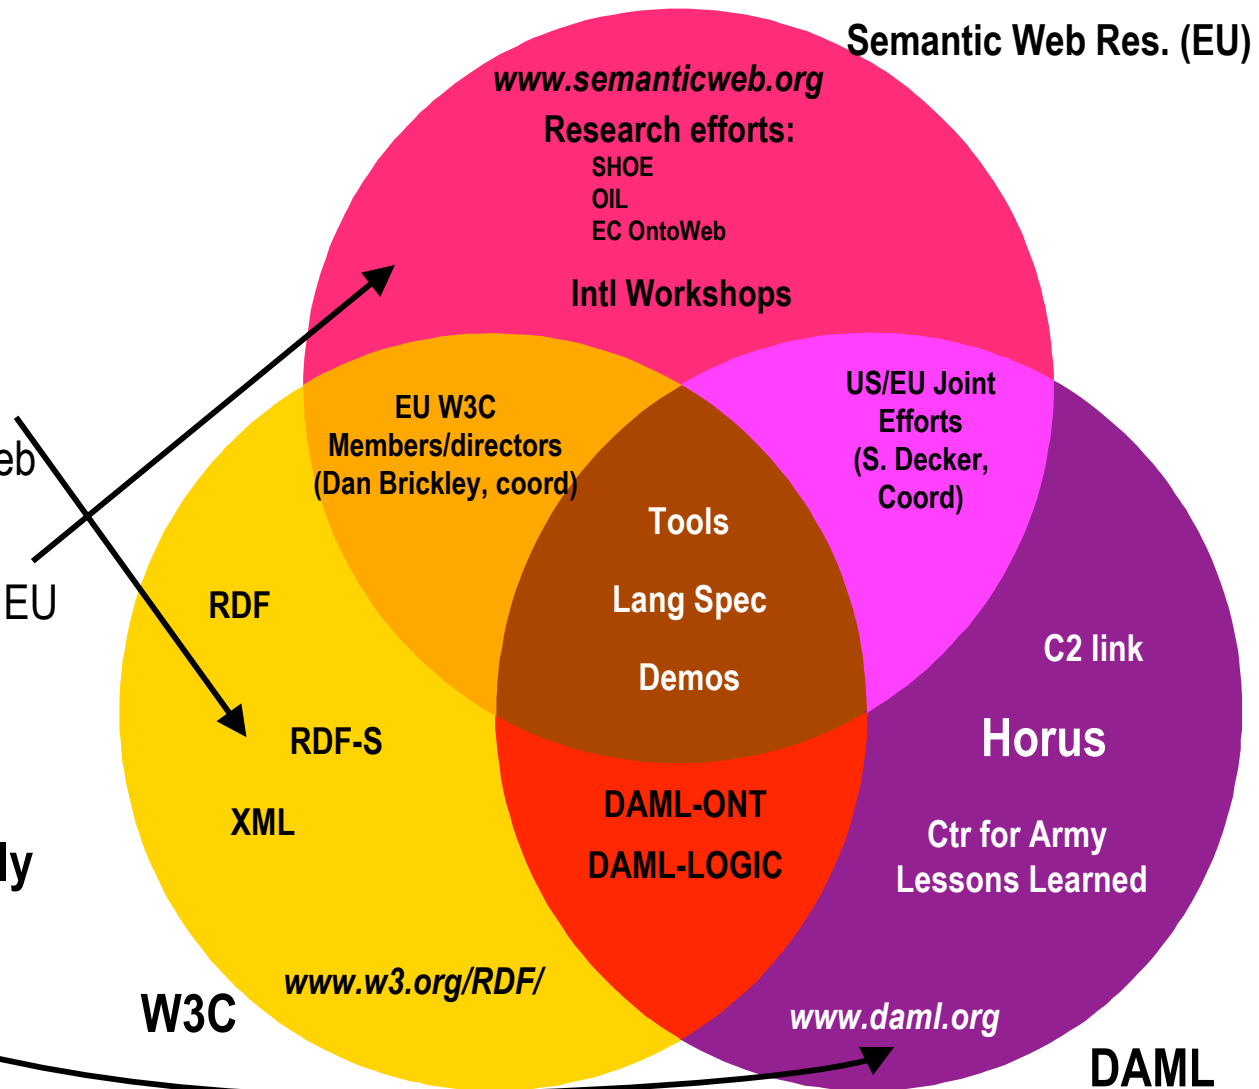 Semantic Web Res. (EU)
www.semanticweb.org
Research efforts:
SHOE
OIL
EC OntoWeb
Intl Workshops
EU W3C
Members/directors
(Dan Brickley, coord)
US/EU Joint
Efforts
(S. Decker,
Coord)
eb
EU
Tools
Lang Spec
Demos
RDF
RDF-S
XML
C2 link
Horus
Ctr for Army
Lessons Learned
DAML-ONT
DAML-LOGIC
ly
www.w3.org/RDF/
W3C
www.daml.org
DAML